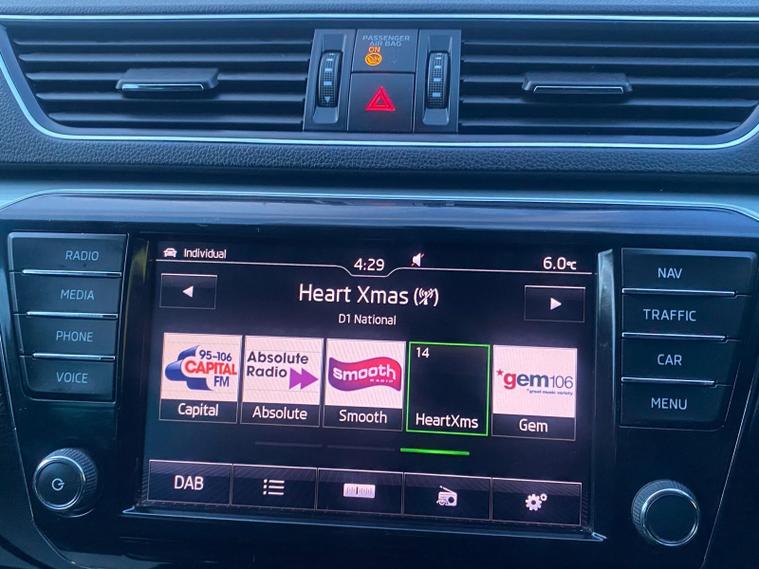 PASSENGER
AIR BAG
ON
RADIO
MEDIA
PHONE
VOICE
Individual
4:29
6.0°C
Heart Xmas
D1 National
95-106
CAPITAL
FM
Capital
Absolute
Radio
Absolute
smooth
RADIO
Smooth
14
HeartXms
gem106
*great music variety
Gem
DAB
NAV
TRAFFIC
CAR
MENU